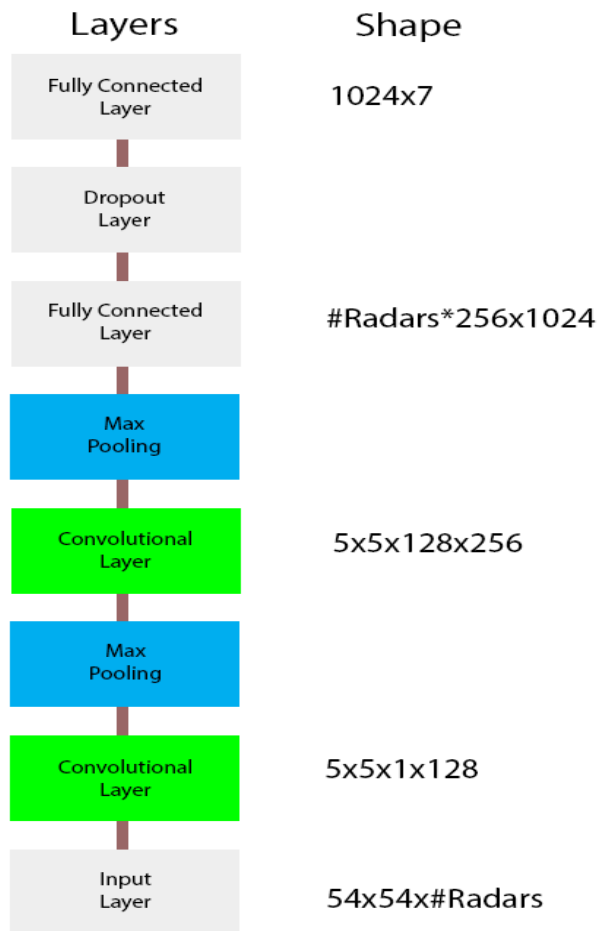 Layers Shape
Fully Connected
Layer
1024x7
Dropout
Layer
Fully Connected
Layer
#Radars*256x1024
Max
Pooling
Convolutional
Layer
5x5x128x256
Max
Pooling
Convolutional
Layer
5x5x1x128
Input
Layer
54x54x#Radars